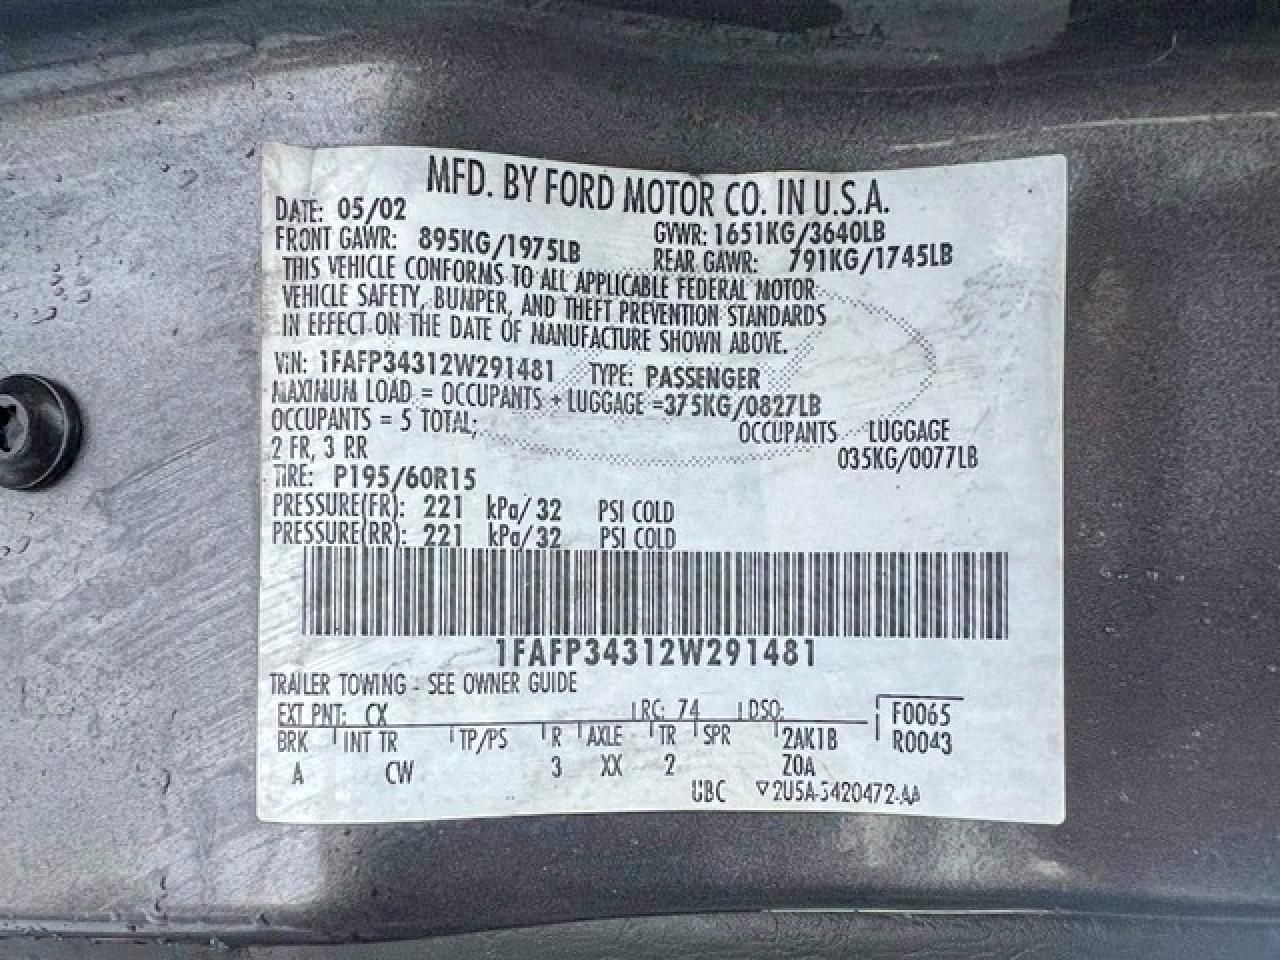 MFD. BY FORD MOTOR CO. IN U.S.A.
DATE: 05/02 GVWR: 1651KG/3640LB
FRONT GAWR: 895KG/1975LB REAR GAWR: 791KG/1745LB
THIS VEHICLE CONFORMS TO ALL APPLICABLE FEDERAL MOTOR
VEHICLE SAFETY, BUMPER, AND THEFT PREVENTION STANDARDS
IN EFFECT ON THE DATE OF MANUFACTURE SHOWN ABOVE.
VIN: 1FAFP34312W291481 TYPE: PASSENGER
MAXIMUM LOAD = OCCUPANTS + LUGGAGE =375KG/0827LB
OCCUPANTS = 5 TOTAL; OCCUPANTS LUGGAGE
2 FR, 3 RR 035KG/0077LB
TIRE: P195/60R15
PRESSURE(FR): 221 kPa/32 PSI COLD
PRESSURE(RR): 221 kPa/32 PSI COLD
1FAFP34312W291481
TRAILER TOWING - SEE OWNER GUIDE
EXT PNT: CX RC: 74 DSO: F0065
BRK INT TR TP/PS R AXLE TR SPR 2AK1B R0043
A CW 3 XX 2 Z0A
UBC ▽2U5A-5420472-AA